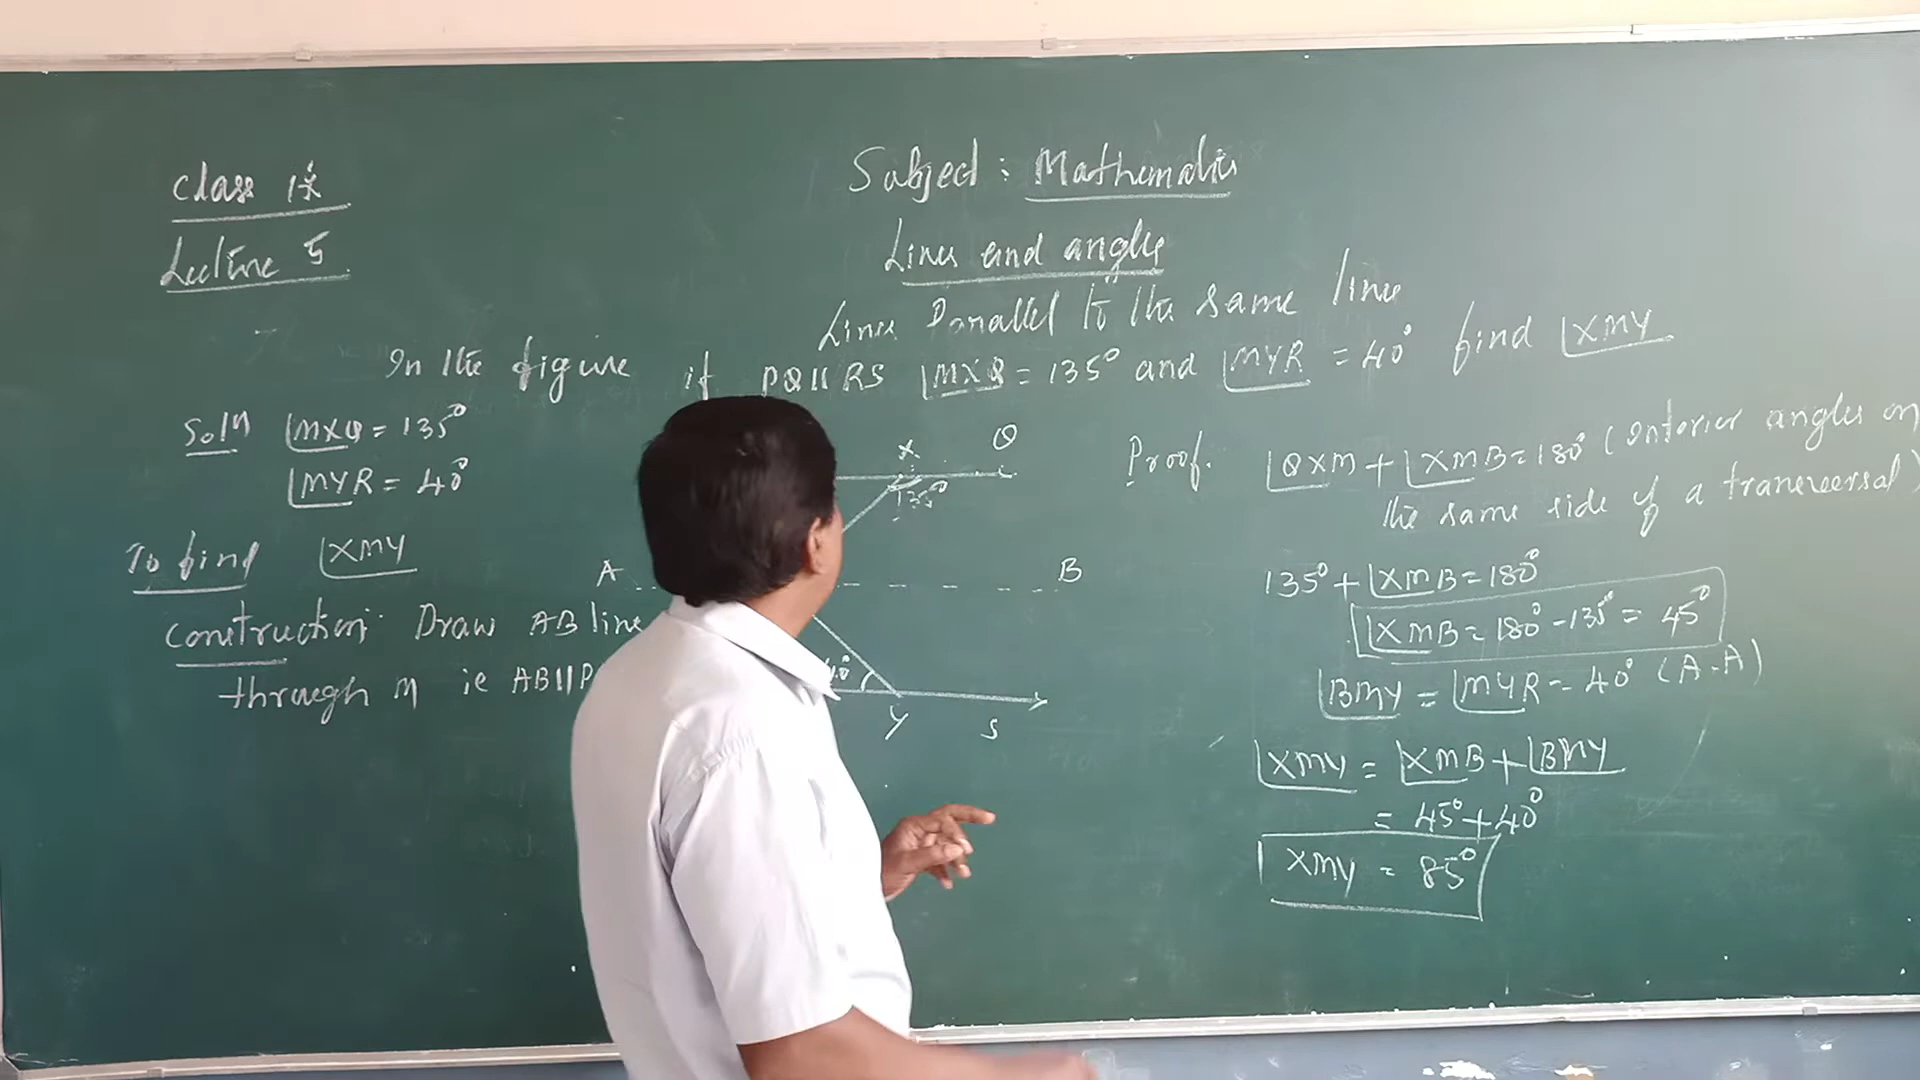 Class IX
Lecture 5
Subject : Mathematics
Lines and angles
Lines Parallel to the same line
In the figure if PQ || RS ∠MXQ = 135° and ∠MYR = 40° find ∠XMY
Soln ∠MXQ = 135°
∠MYR = 40°
To find ∠XMY
Construction: Draw AB line
through M ie AB||P
X Q
135°
A B
40°
Y S
Proof. ∠QXM + ∠XMB = 180° (Interior angles on
the same side of a transversal)
135° + ∠XMB = 180°
∠XMB = 180° - 135° = 45°
∠BMY = ∠MYR = 40° (A.A)
∠XMY = ∠XMB + ∠BMY
= 45° + 40°
∠XMY = 85°